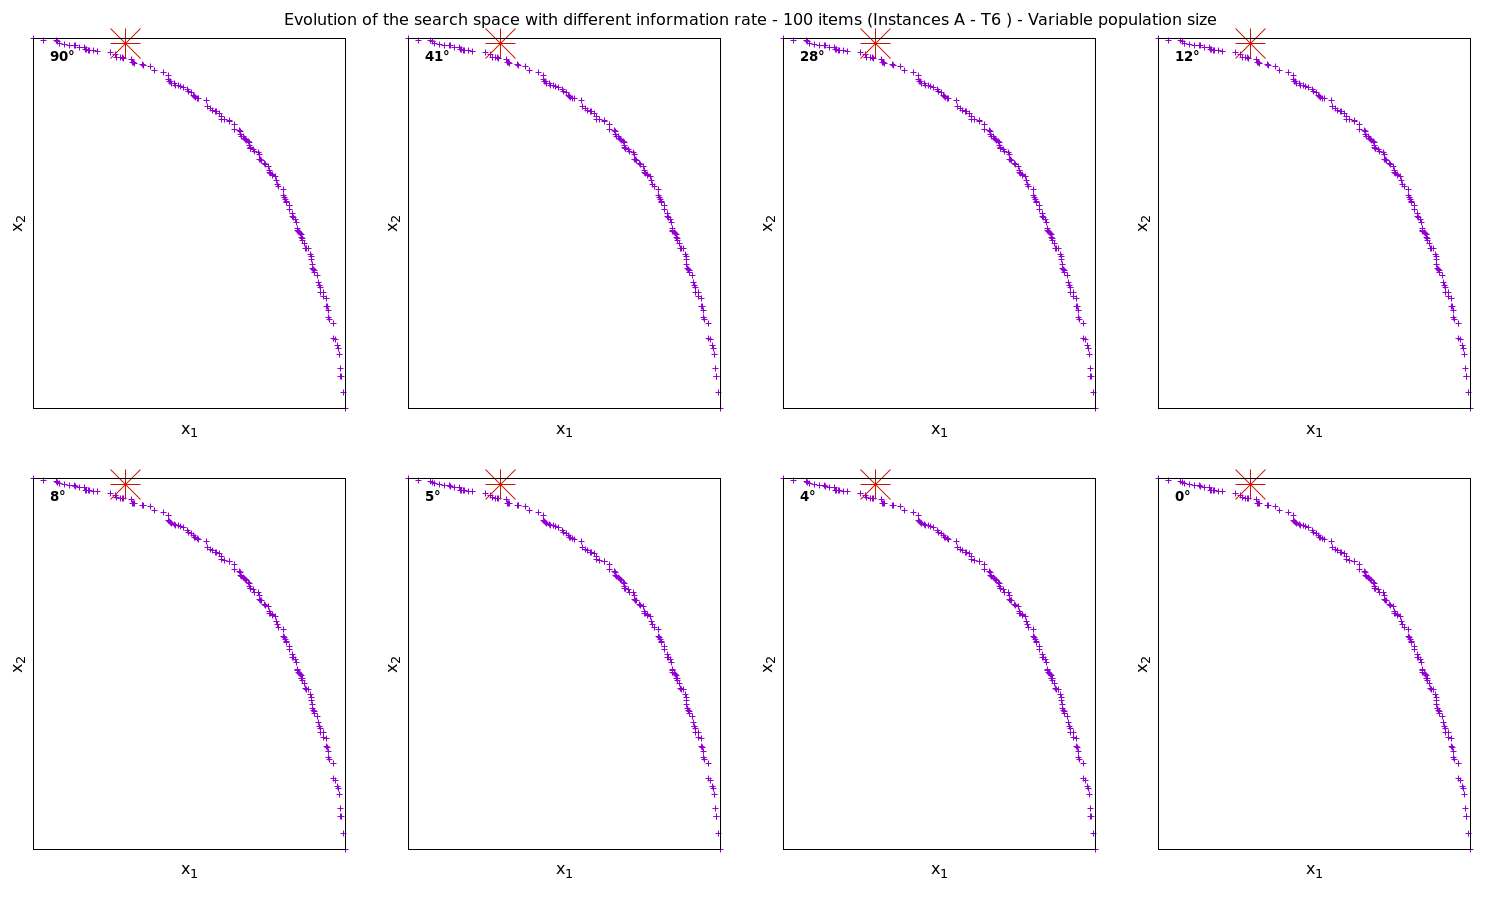 Evolution of the search space with different information rate - 100 items (Instances A - T6 ) - Variable population size
90°
41°
28°
12°
x2
x2
x2
x2
x1
x1
x1
x1
8°
5°
4°
0°
x2
x2
x2
x2
x1
x1
x1
x1